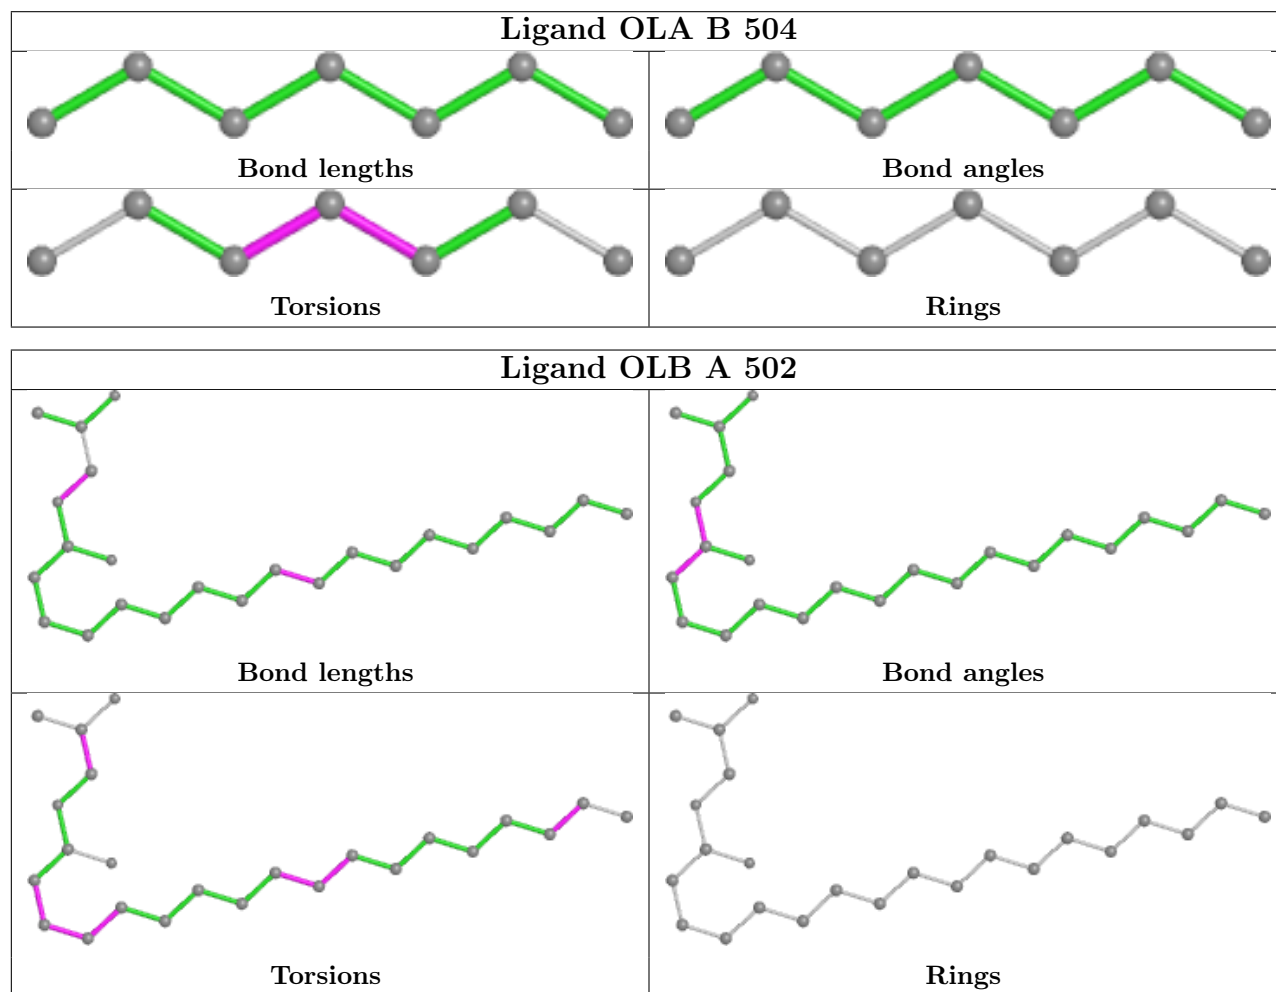 Ligand OLA B 504
Bond lengths
Bond angles
Torsions
Rings
Ligand OLB A 502
Bond lengths
Bond angles
Torsions
Rings